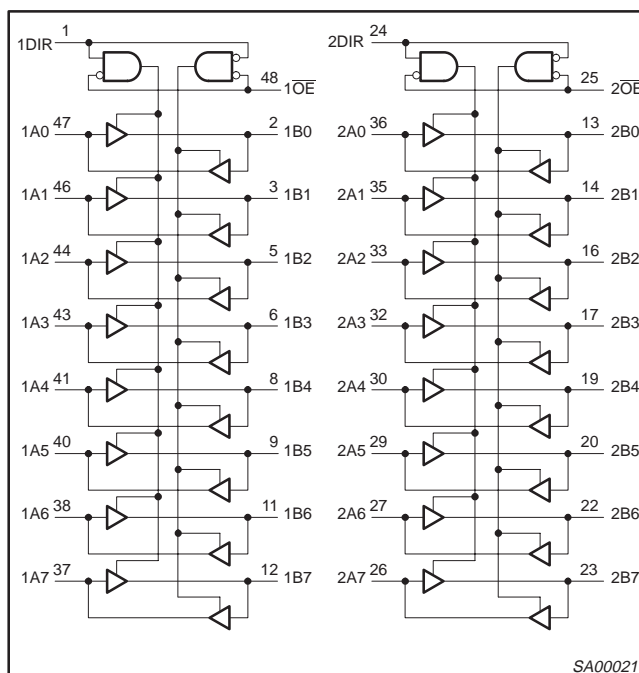 1DIR 1 2DIR 24
48 1O̅E̅ 25 2O̅E̅
1A0 47 2 1B0 2A0 36 13 2B0
1A1 46 3 1B1 2A1 35 14 2B1
1A2 44 5 1B2 2A2 33 16 2B2
1A3 43 6 1B3 2A3 32 17 2B3
1A4 41 8 1B4 2A4 30 19 2B4
1A5 40 9 1B5 2A5 29 20 2B5
1A6 38 11 1B6 2A6 27 22 2B6
1A7 37 12 1B7 2A7 26 23 2B7
SA00021